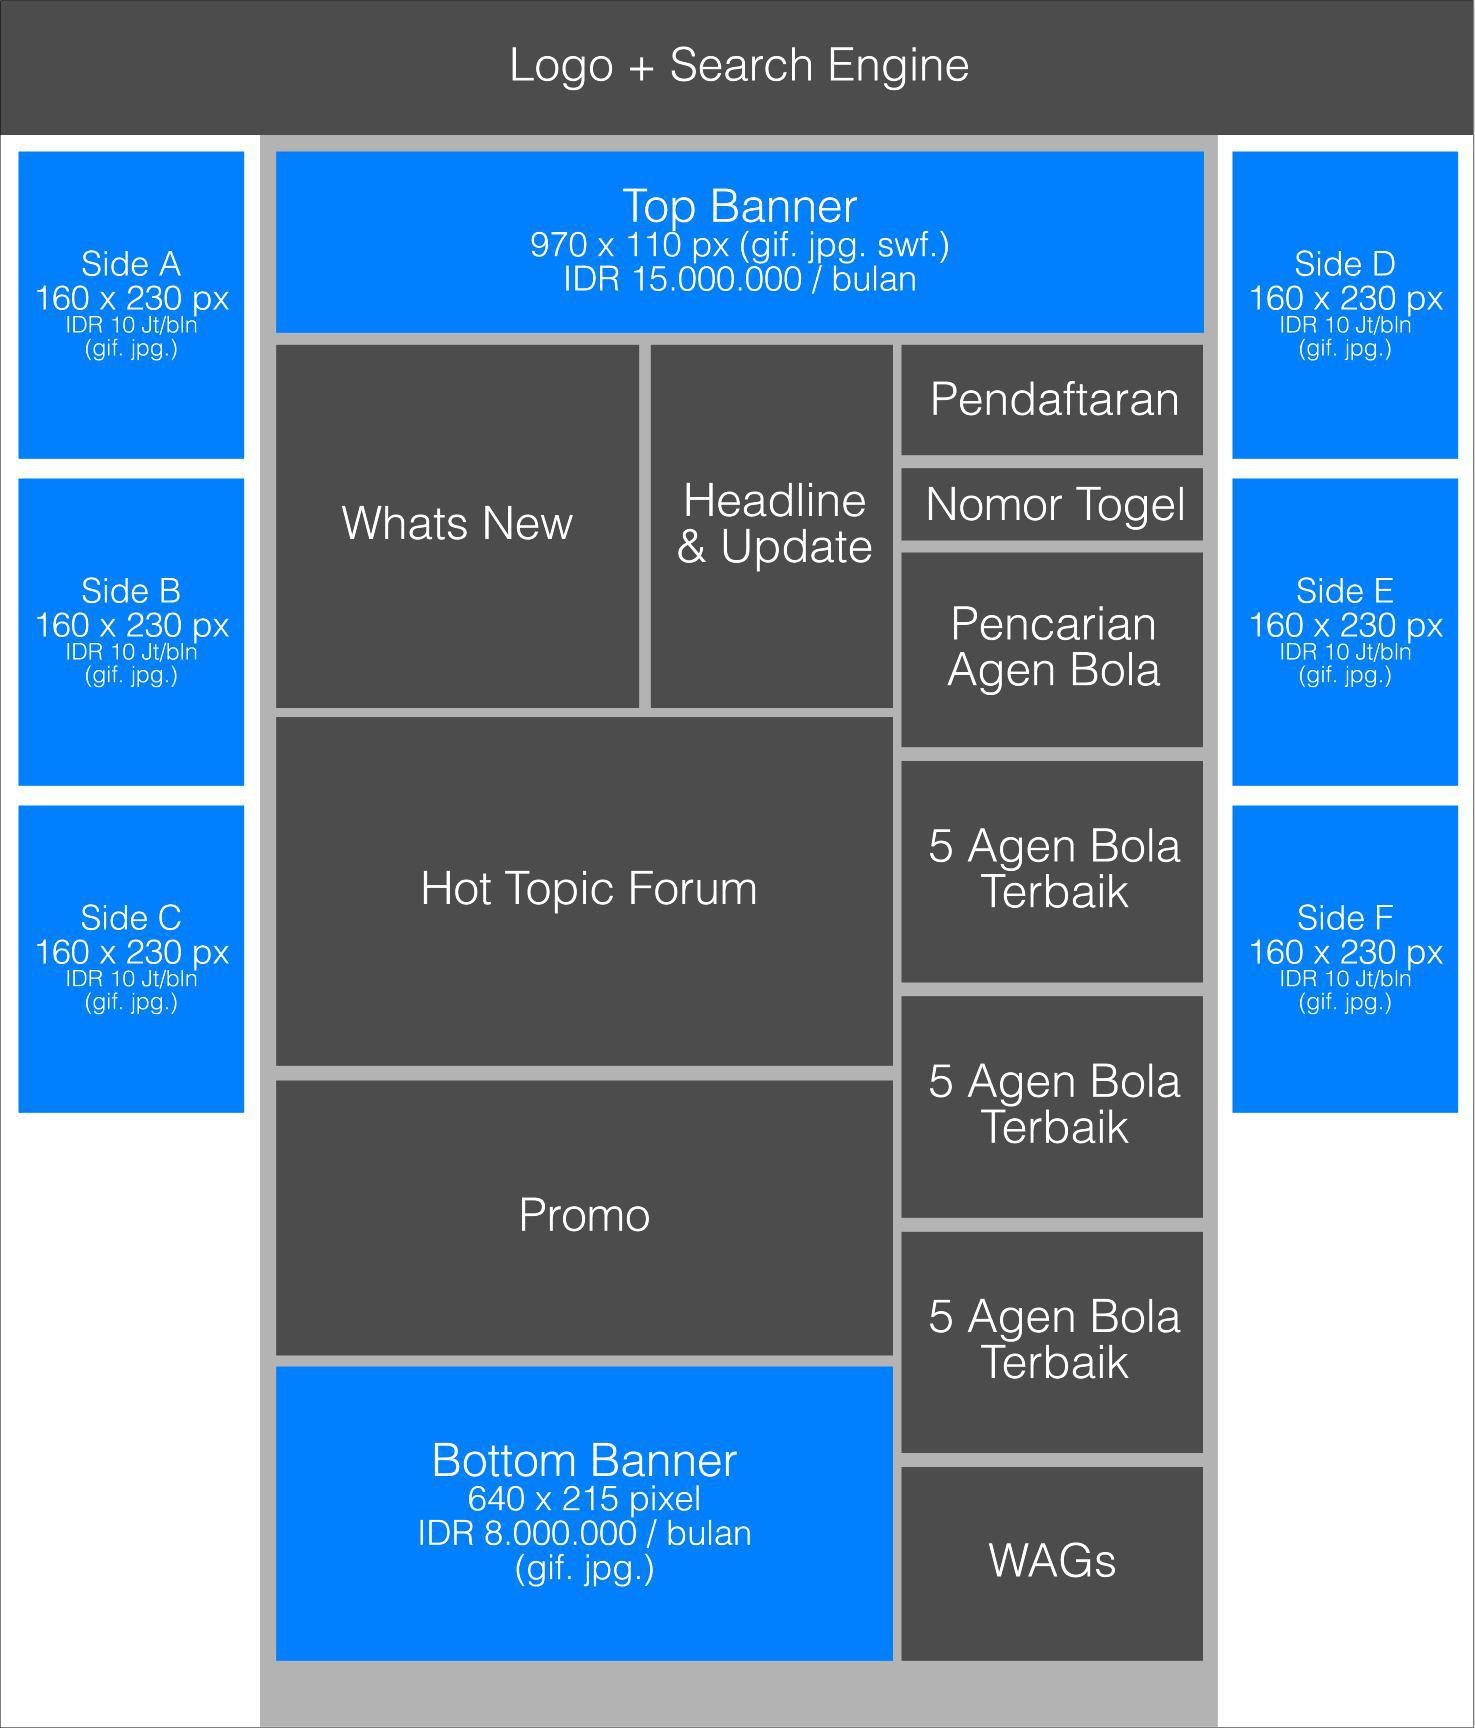 Logo + Search Engine
Side A
160 x 230 px
IDR 10 Jt/bln
(gif. jpg.)
Side B
160 x 230 px
IDR 10 Jt/bln
(gif. jpg.)
Side C
160 x 230 px
IDR 10 Jt/bln
(gif. jpg.)
Top Banner
970 x 110 px (gif. jpg. swf.)
IDR 15.000.000 / bulan
Whats New
Headline
& Update
Hot Topic Forum
Promo
Bottom Banner
640 x 215 pixel
IDR 8.000.000 / bulan
(gif. jpg.)
Pendaftaran
Nomor Togel
Pencarian
Agen Bola
5 Agen Bola
Terbaik
5 Agen Bola
Terbaik
5 Agen Bola
Terbaik
WAGs
Side D
160 x 230 px
IDR 10 Jt/bln
(gif. jpg.)
Side E
160 x 230 px
IDR 10 Jt/bln
(gif. jpg.)
Side F
160 x 230 px
IDR 10 Jt/bln
(gif. jpg.)